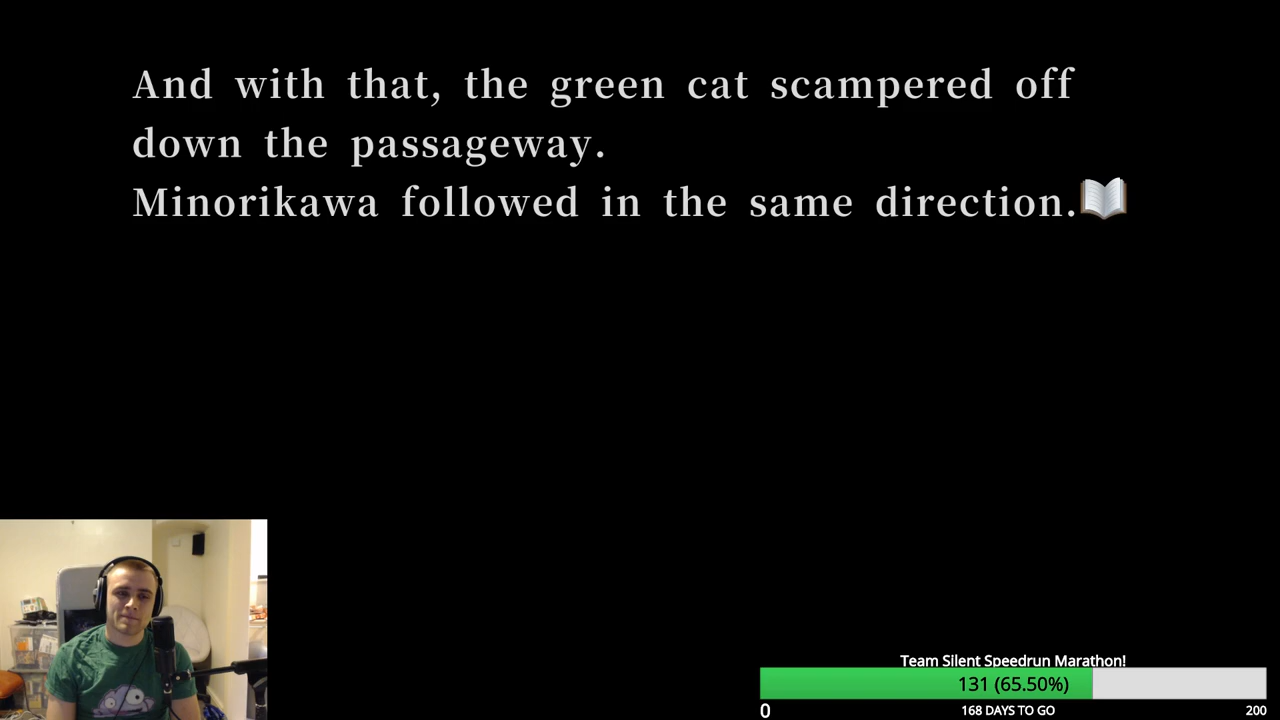 And with that, the green cat scampered off
down the passageway.
Minorikawa followed in the same direction.
Team Silent Speedrun Marathon!
131 (65.50%)
0 168 DAYS TO GO 200